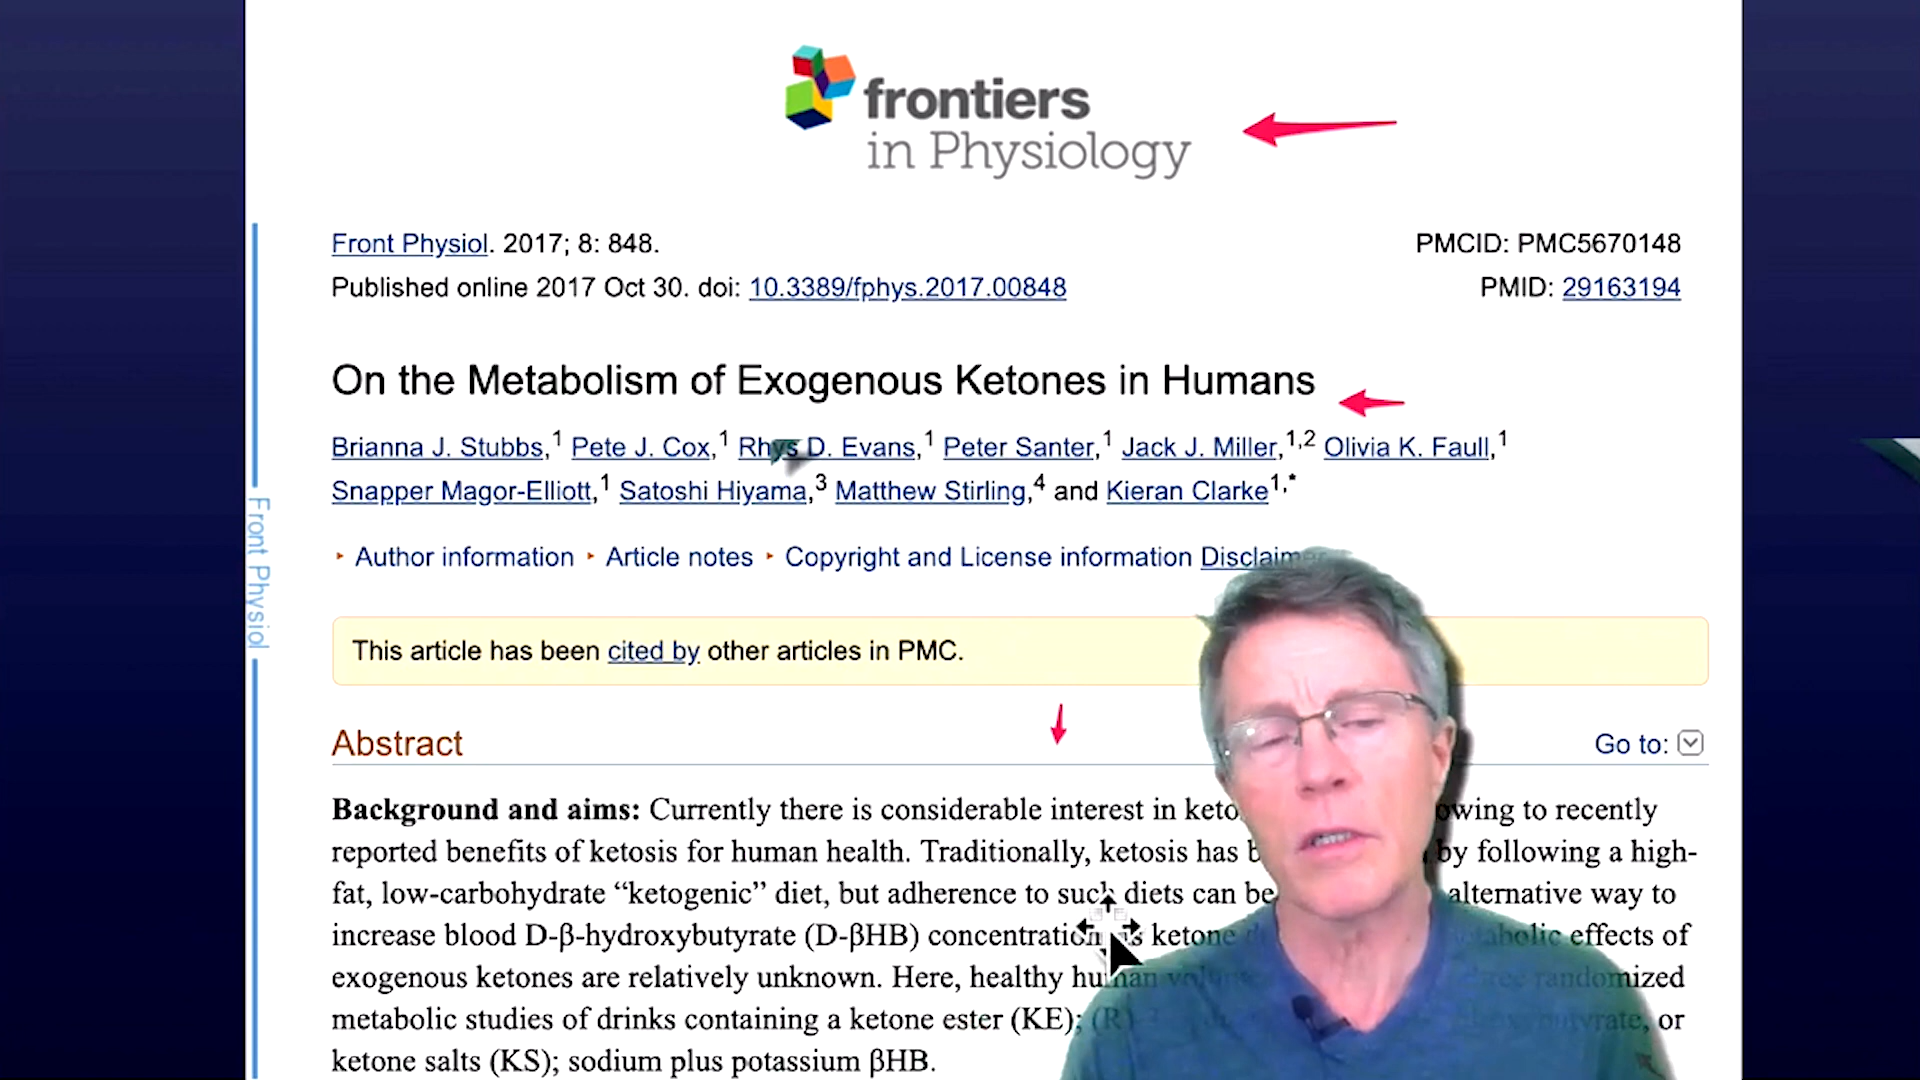 frontiers
in Physiology
Front Physiol. 2017; 8: 848.
PMCID: PMC5670148
Published online 2017 Oct 30. doi: 10.3389/fphys.2017.00848
PMID: 29163194
On the Metabolism of Exogenous Ketones in Humans
Brianna J. Stubbs,1 Pete J. Cox,1 Rhys D. Evans,1 Peter Santer,1 Jack J. Miller,1,2 Olivia K. Faull,1
Snapper Magor-Elliott,1 Satoshi Hiyama,3 Matthew Stirling,4 and Kieran Clarke1,*
‣ Author information ‣ Article notes ‣ Copyright and License information Disclaimer
Front Physiol
This article has been cited by other articles in PMC.
Abstract
Go to:
Background and aims: Currently there is considerable interest in keto owing to recently
reported benefits of ketosis for human health. Traditionally, ketosis has by following a high-
fat, low-carbohydrate “ketogenic” diet, but adherence to such diets can be alternative way to
increase blood D-β-hydroxybutyrate (D-βHB) concentrations is ketone metabolic effects of
exogenous ketones are relatively unknown. Here, healthy human three randomized
metabolic studies of drinks containing a ketone ester (KE); (R) or
ketone salts (KS); sodium plus potassium βHB.